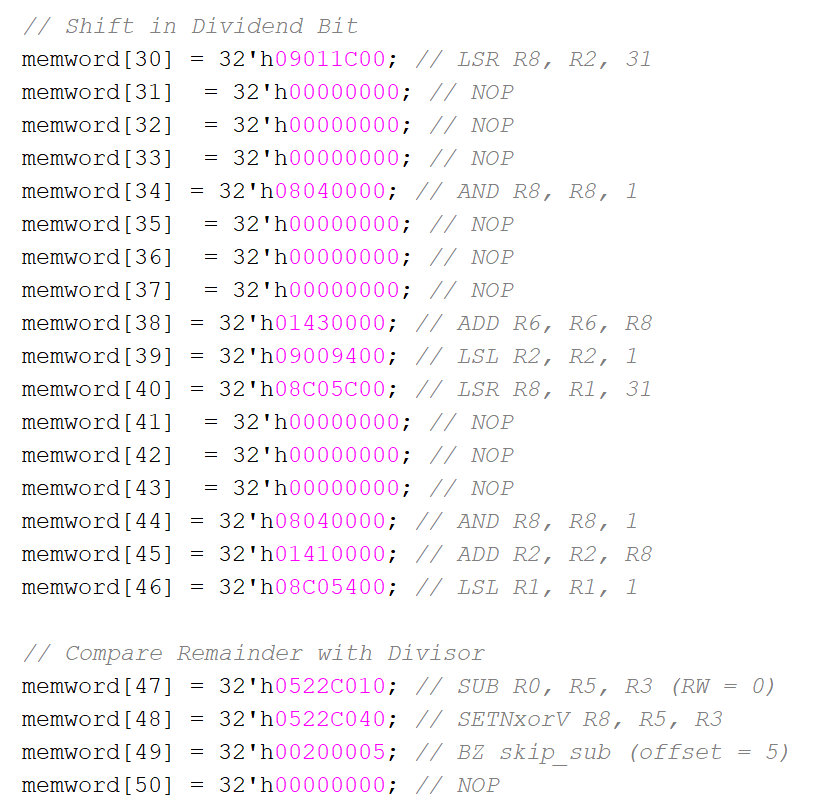 // Shift in Dividend Bit
memword[30] = 32'h09011C00; // LSR R8, R2, 31
memword[31]  = 32'h00000000; // NOP
memword[32]  = 32'h00000000; // NOP
memword[33]  = 32'h00000000; // NOP
memword[34] = 32'h08040000; // AND R8, R8, 1
memword[35]  = 32'h00000000; // NOP
memword[36]  = 32'h00000000; // NOP
memword[37]  = 32'h00000000; // NOP
memword[38] = 32'h01430000; // ADD R6, R6, R8
memword[39] = 32'h09009400; // LSL R2, R2, 1
memword[40] = 32'h08C05C00; // LSR R8, R1, 31
memword[41]  = 32'h00000000; // NOP
memword[42]  = 32'h00000000; // NOP
memword[43]  = 32'h00000000; // NOP
memword[44] = 32'h08040000; // AND R8, R8, 1
memword[45] = 32'h01410000; // ADD R2, R2, R8
memword[46] = 32'h08C05400; // LSL R1, R1, 1
// Compare Remainder with Divisor
memword[47] = 32'h0522C010; // SUB R0, R5, R3 (RW = 0)
memword[48] = 32'h0522C040; // SETNxorV R8, R5, R3
memword[49] = 32'h00200005; // BZ skip_sub (offset = 5)
memword[50] = 32'h00000000; // NOP